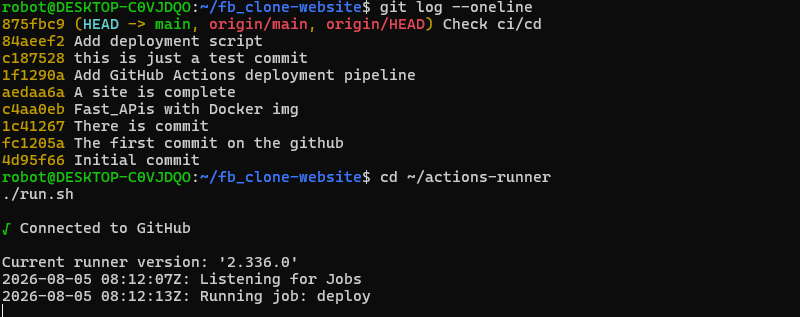 robot@DESKTOP-C0VJDQO:~/fb_clone-website$ git log --oneline
875fbc9 (HEAD -> main, origin/main, origin/HEAD) Check ci/cd
84aeef2 Add deployment script
c187528 this is just a test commit
1f1290a Add GitHub Actions deployment pipeline
aedaa6a A site is complete
c4aa0eb Fast_APis with Docker img
1c41267 There is commit
fc1205a The first commit on the github
4d95f66 Initial commit
robot@DESKTOP-C0VJDQO:~/fb_clone-website$ cd ~/actions-runner
./run.sh
√ Connected to GitHub
Current runner version: '2.336.0'
2026-08-05 08:12:07Z: Listening for Jobs
2026-08-05 08:12:13Z: Running job: deploy